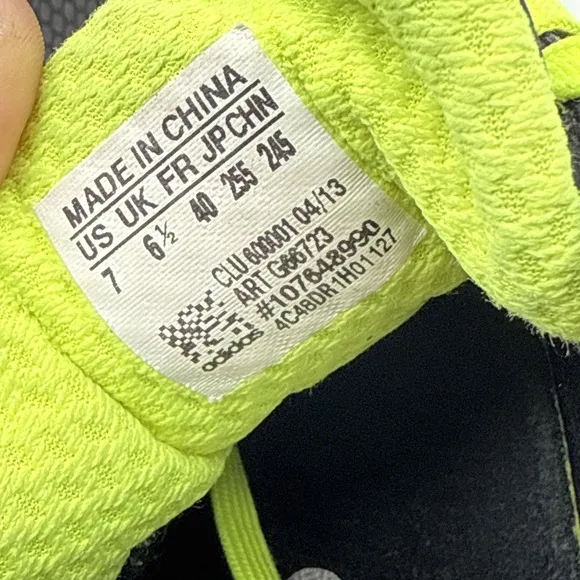 MADE IN CHINA
US UK FR JP CHN
7 6½ 40 255 245
CLU 600001 04/13
ART G66723
#107648990
4C4BDR1H01127
adidas